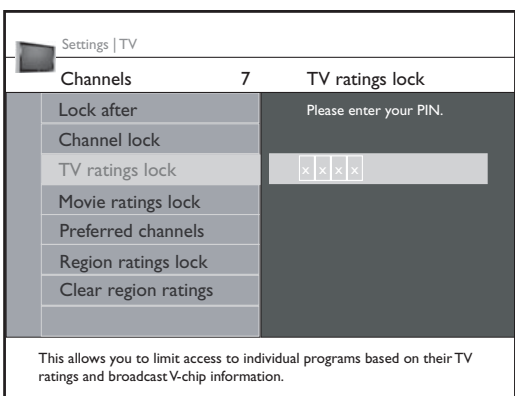 Settings | TV
Channels 7 TV ratings lock
Lock after
Please enter your PIN.
Channel lock
TV ratings lock
x x x x
Movie ratings lock
Preferred channels
Region ratings lock
Clear region ratings
This allows you to limit access to individual programs based on their TV
ratings and broadcast V-chip information.